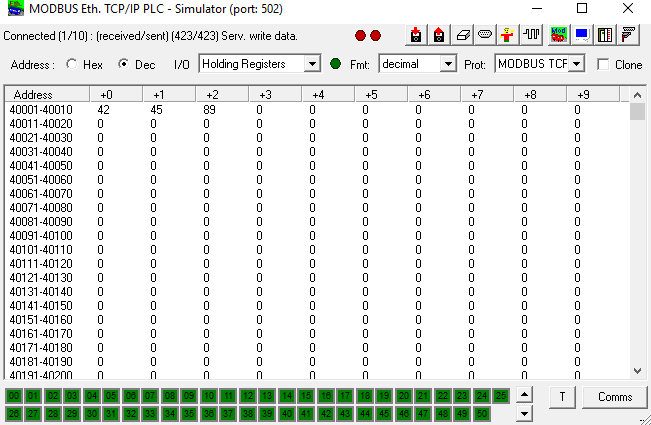 MODBUS Eth. TCP/IP PLC - Simulator (port: 502)
Connected (1/10) : (received/sent) (423/423) Serv. write data.
Address : Hex Dec I/O Holding Registers Fmt: decimal Prot: MODBUS TCP Clone
Address +0 +1 +2 +3 +4 +5 +6 +7 +8 +9
40001-40010 42 45 89 0 0 0 0 0 0 0
40011-40020 0 0 0 0 0 0 0 0 0 0
40021-40030 0 0 0 0 0 0 0 0 0 0
40031-40040 0 0 0 0 0 0 0 0 0 0
40041-40050 0 0 0 0 0 0 0 0 0 0
40051-40060 0 0 0 0 0 0 0 0 0 0
40061-40070 0 0 0 0 0 0 0 0 0 0
40071-40080 0 0 0 0 0 0 0 0 0 0
40081-40090 0 0 0 0 0 0 0 0 0 0
40091-40100 0 0 0 0 0 0 0 0 0 0
40101-40110 0 0 0 0 0 0 0 0 0 0
40111-40120 0 0 0 0 0 0 0 0 0 0
40121-40130 0 0 0 0 0 0 0 0 0 0
40131-40140 0 0 0 0 0 0 0 0 0 0
40141-40150 0 0 0 0 0 0 0 0 0 0
40151-40160 0 0 0 0 0 0 0 0 0 0
40161-40170 0 0 0 0 0 0 0 0 0 0
40171-40180 0 0 0 0 0 0 0 0 0 0
40181-40190 0 0 0 0 0 0 0 0 0 0
40191-40200 0 0 0 0 0 0 0 0 0 0
00 01 02 03 04 05 06 07 08 09 10 11 12 13 14 15 16 17 18 19 20 21 22 23 24 25
T Comms
26 27 28 29 30 31 32 33 34 35 36 37 38 39 40 41 42 43 44 45 46 47 48 49 50